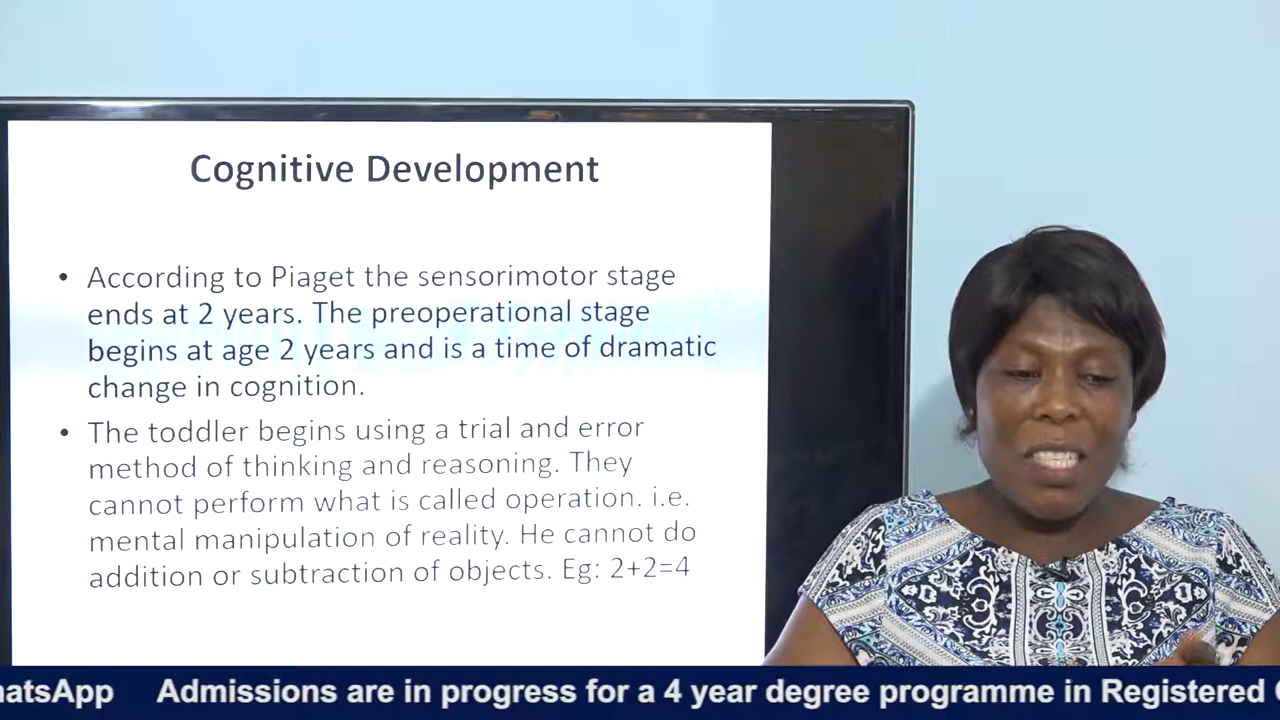 Cognitive Development
• According to Piaget the sensorimotor stage
ends at 2 years. The preoperational stage
begins at age 2 years and is a time of dramatic
change in cognition.
• The toddler begins using a trial and error
method of thinking and reasoning. They
cannot perform what is called operation. i.e.
mental manipulation of reality. He cannot do
addition or subtraction of objects. Eg: 2+2=4
hatsApp Admissions are in progress for a 4 year degree programme in Registered